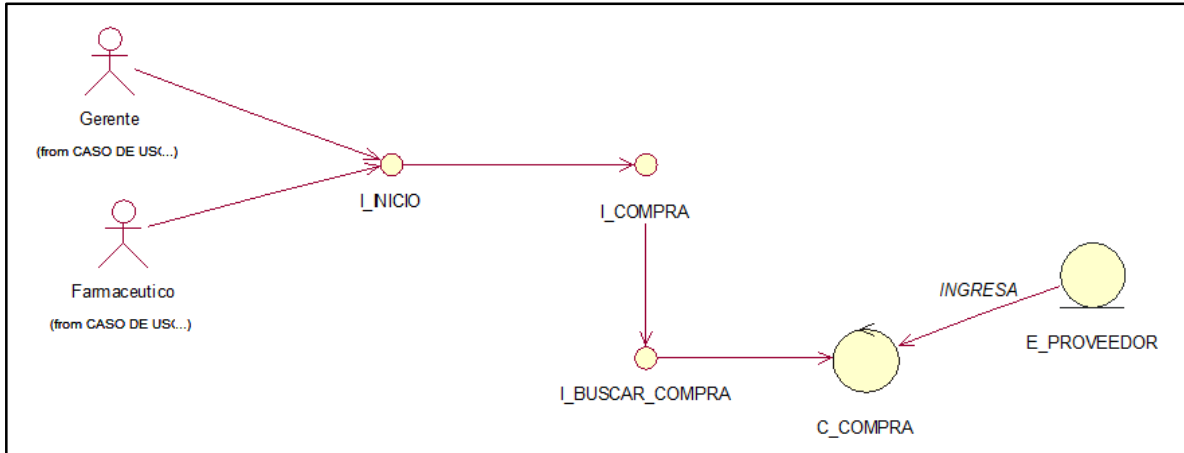 Gerente
(from CASO DE US(...)
I_INICIO
I_COMPRA
Farmaceutico
(from CASO DE US(...)
INGRESA
E_PROVEEDOR
I_BUSCAR_COMPRA
C_COMPRA